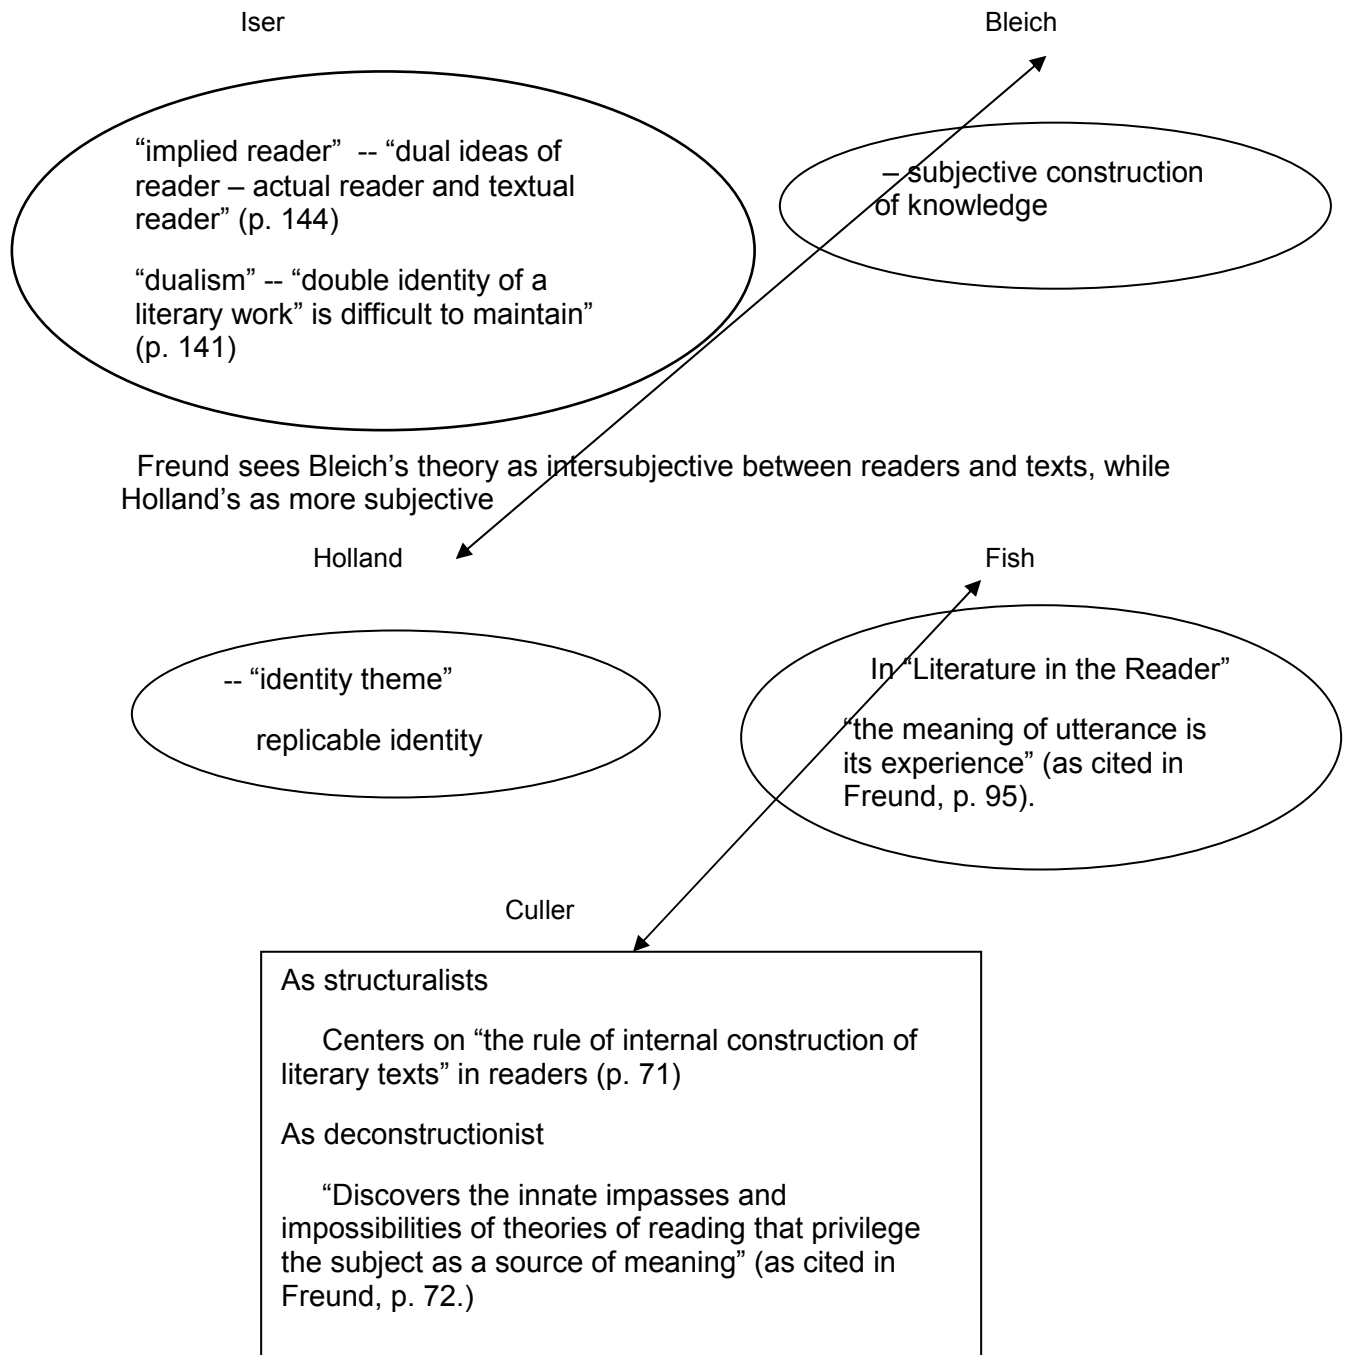 Iser
Bleich
“implied reader” -- “dual ideas of
reader – actual reader and textual
reader” (p. 144)
“dualism” -- “double identity of a
literary work” is difficult to maintain”
(p. 141)
– subjective construction
of knowledge
Freund sees Bleich’s theory as intersubjective between readers and texts, while
Holland’s as more subjective
Holland
Fish
-- “identity theme”
replicable identity
In “Literature in the Reader”
“the meaning of utterance is
its experience” (as cited in
Freund, p. 95).
Culler
As structuralists
Centers on “the rule of internal construction of
literary texts” in readers (p. 71)
As deconstructionist
“Discovers the innate impasses and
impossibilities of theories of reading that privilege
the subject as a source of meaning” (as cited in
Freund, p. 72.)